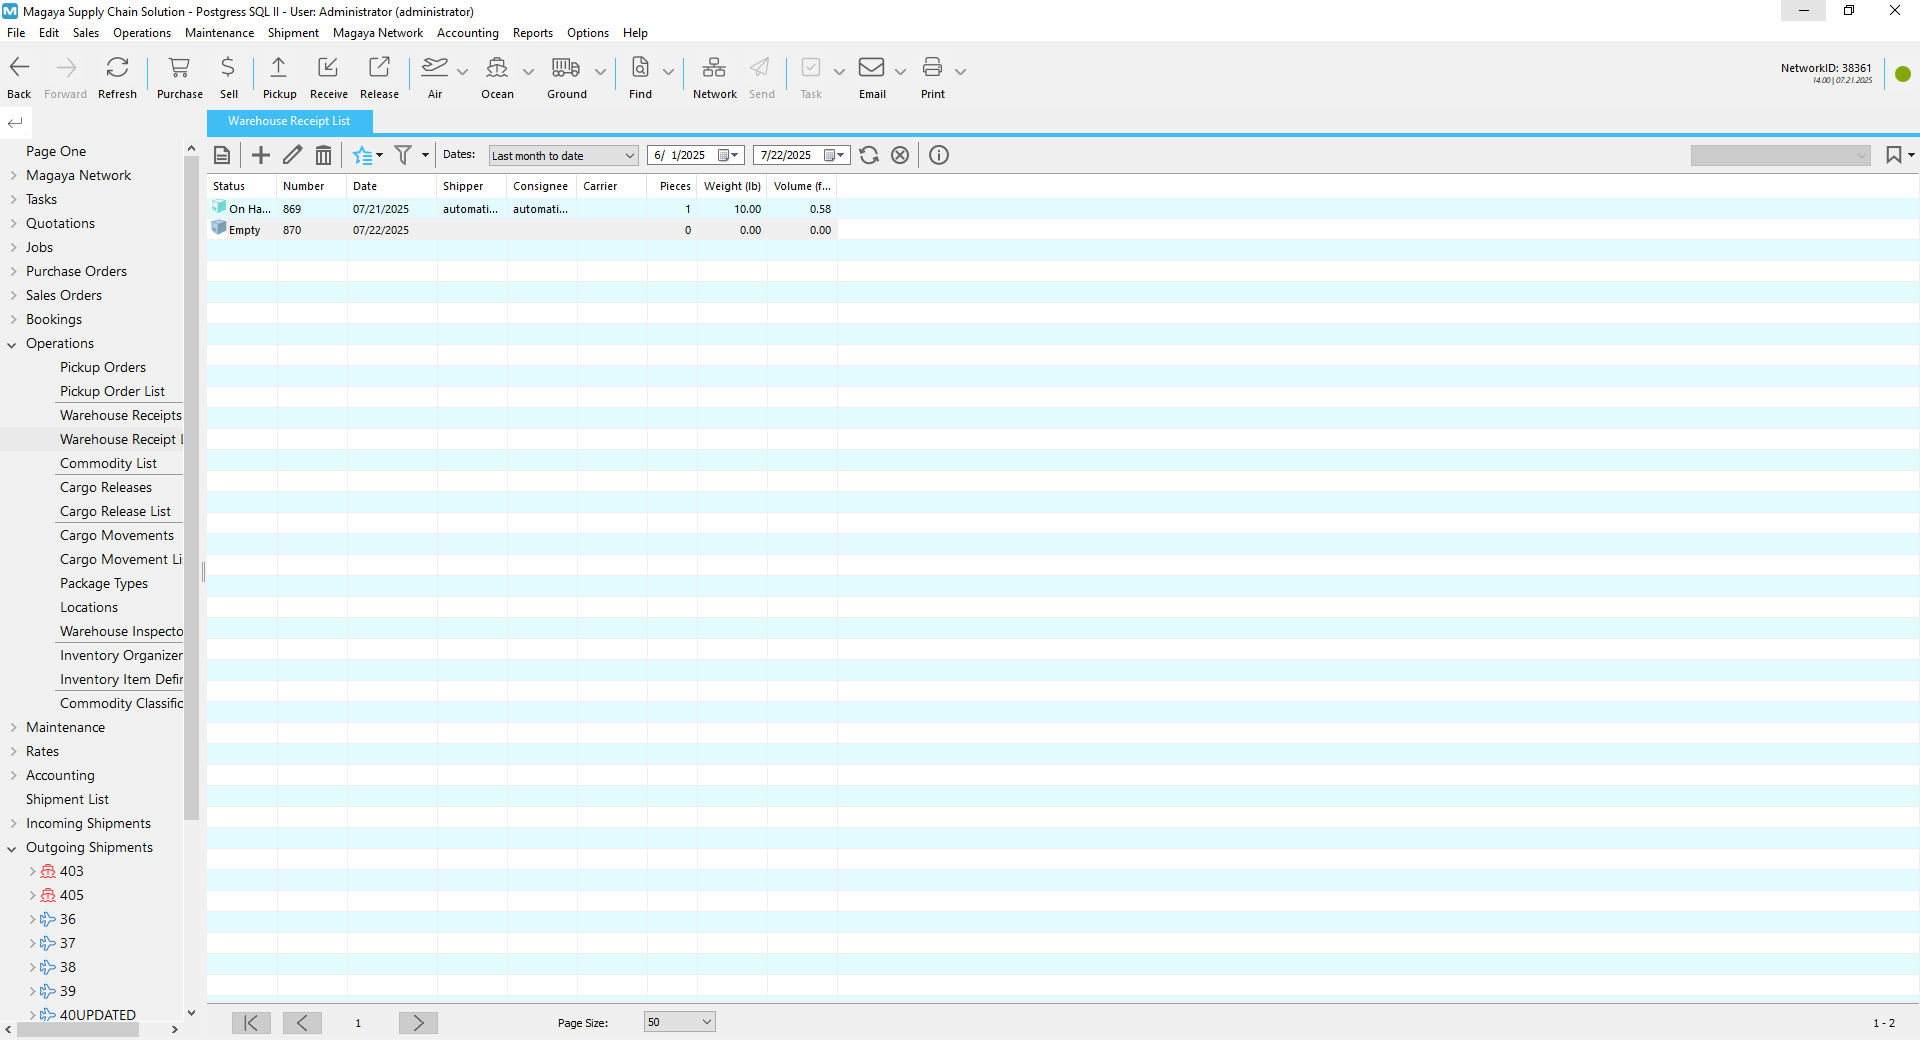 Magaya Supply Chain Solution - Postgress SQL II - User: Administrator (administrator)
File Edit Sales Operations Maintenance Shipment Magaya Network Accounting Reports Options Help
Back Forward Refresh Purchase Sell Pickup Receive Release Air Ocean Ground Find Network Send Task Email Print
NetworkID: 38361
14.00 | 07.21.2025
Warehouse Receipt List
Dates: Last month to date 6/ 1/2025 7/22/2025
Status Number Date Shipper Consignee Carrier Pieces Weight (lb) Volume (f...
On Ha... 869 07/21/2025 automati... automati... 1 10.00 0.58
Empty 870 07/22/2025 0 0.00 0.00
Page One
Magaya Network
Tasks
Quotations
Jobs
Purchase Orders
Sales Orders
Bookings
Operations
Pickup Orders
Pickup Order List
Warehouse Receipts
Warehouse Receipt L
Commodity List
Cargo Releases
Cargo Release List
Cargo Movements
Cargo Movement Li
Package Types
Locations
Warehouse Inspecto
Inventory Organizer
Inventory Item Defir
Commodity Classific
Maintenance
Rates
Accounting
Shipment List
Incoming Shipments
Outgoing Shipments
403
405
36
37
38
39
40UPDATED
1 Page Size: 50 1 - 2